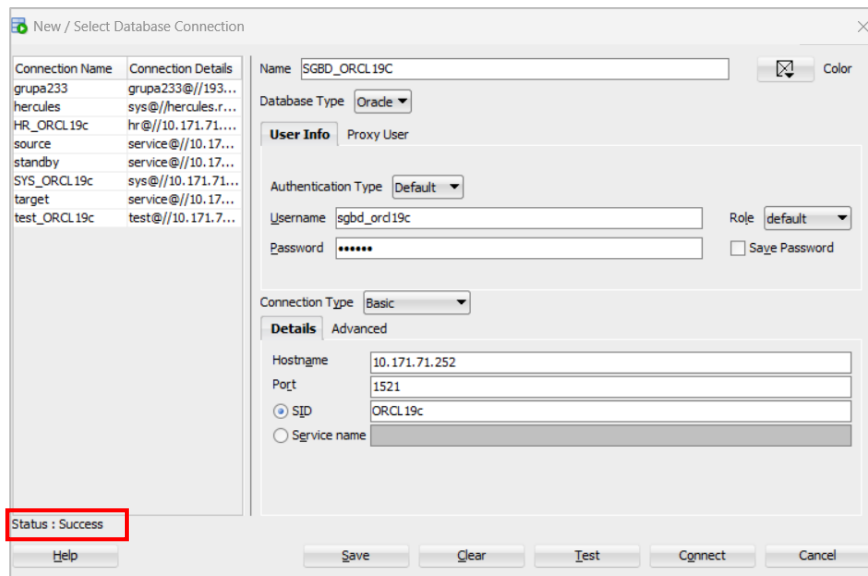 New / Select Database Connection
Connection Name Connection Details
grupa233 grupa233@//193...
hercules sys@//hercules.r...
HR_ORCL19c hr@//10.171.71....
source service@//10.17...
standby service@//10.17...
SYS_ORCL19c sys@//10.171.71...
target service@//10.17...
test_ORCL19c test@//10.171.7...
Name SGBD_ORCL19C Color
Database Type Oracle
User Info Proxy User
Authentication Type Default
Username sgbd_orcl19c Role default
Password •••••• Save Password
Connection Type Basic
Details Advanced
Hostname 10.171.71.252
Port 1521
SID ORCL19c
Service name
Status : Success
Help Save Clear Test Connect Cancel